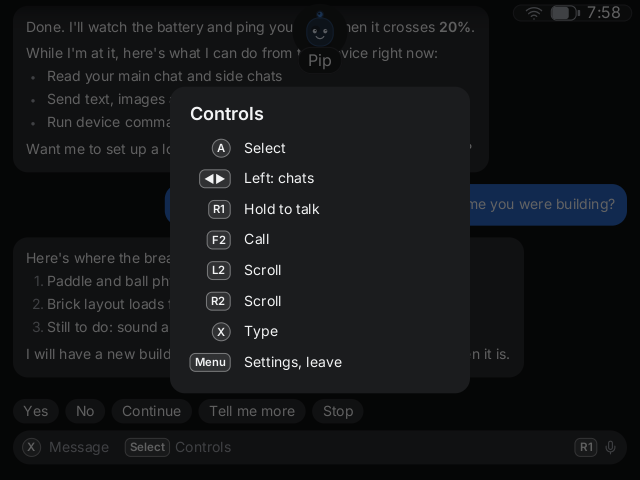 Done. I'll watch the battery and ping you when it crosses 20%.
7:58
While I'm at it, here's what I can do from device right now:
Pip
• Read your main chat and side chats
• Send text, images
• Run device
Want me to set up a
me you were building?
Here's where the
1. Paddle and ball
2. Brick layout loads
3. Still to do: sound
I will have a new build
en it is.
Controls
A Select
◀▶ Left: chats
R1 Hold to talk
F2 Call
L2 Scroll
R2 Scroll
X Type
Menu Settings, leave
Yes No Continue Tell me more Stop
X Message Select Controls R1